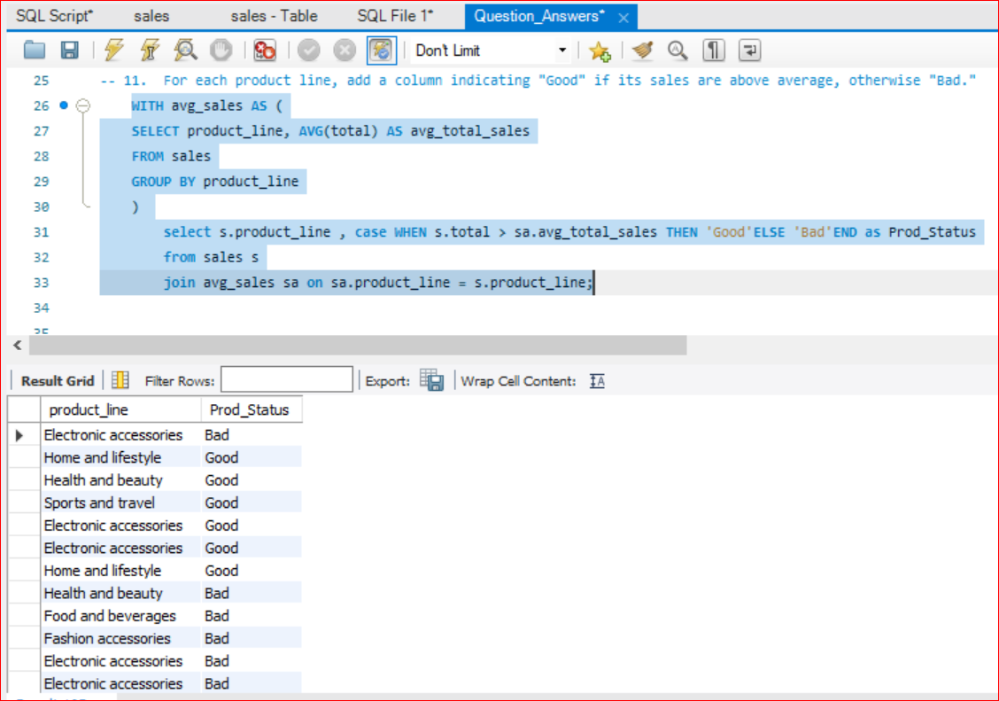 SQL Script* sales sales - Table SQL File 1* Question_Answers* ×
Don't Limit
25 -- 11. For each product line, add a column indicating "Good" if its sales are above average, otherwise "Bad."
26 WITH avg_sales AS (
27 SELECT product_line, AVG(total) AS avg_total_sales
28 FROM sales
29 GROUP BY product_line
30 )
31 select s.product_line , case WHEN s.total > sa.avg_total_sales THEN 'Good'ELSE 'Bad'END as Prod_Status
32 from sales s
33 join avg_sales sa on sa.product_line = s.product_line;
34
35
Result Grid Filter Rows: Export: Wrap Cell Content: IA
product_line Prod_Status
Electronic accessories Bad
Home and lifestyle Good
Health and beauty Good
Sports and travel Good
Electronic accessories Good
Electronic accessories Good
Home and lifestyle Good
Health and beauty Bad
Food and beverages Bad
Fashion accessories Bad
Electronic accessories Bad
Electronic accessories Bad